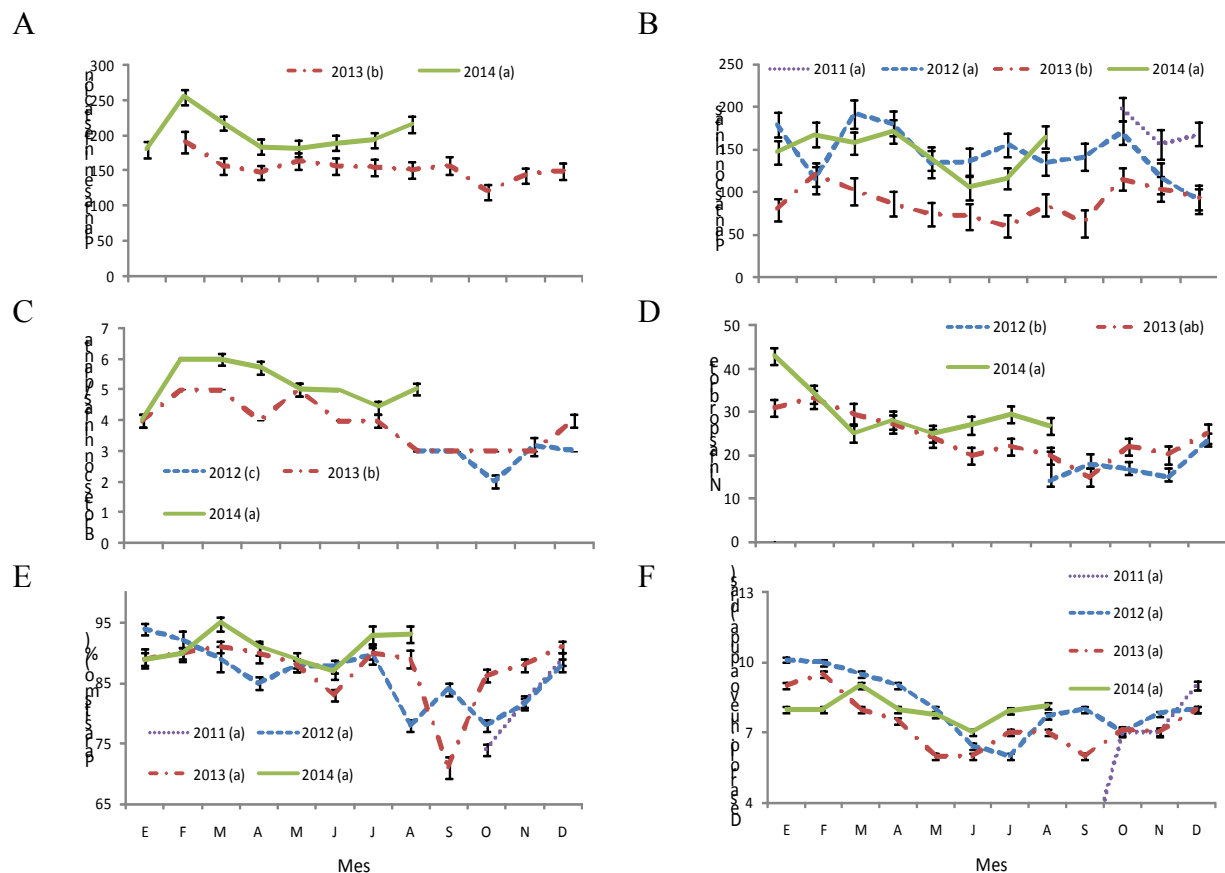 A
2013 (b)
2014 (a)
300
250
200
150
100
50
0
B
2011 (a)
2012 (a)
2013 (b)
2014 (a)
250
200
150
100
50
0
C
7
6
5
4
3
2
1
0
2012 (c)
2013 (b)
2014 (a)
D
2012 (b)
2013 (ab)
2014 (a)
50
40
30
20
10
0
E
95
85
75
65
2011 (a)
2012 (a)
2013 (a)
2014 (a)
E F M A M J J A S O N D
Mes
F
2011 (a)
2012 (a)
2013 (a)
2014 (a)
13
10
7
4
E F M A M J J A S O N D
Mes